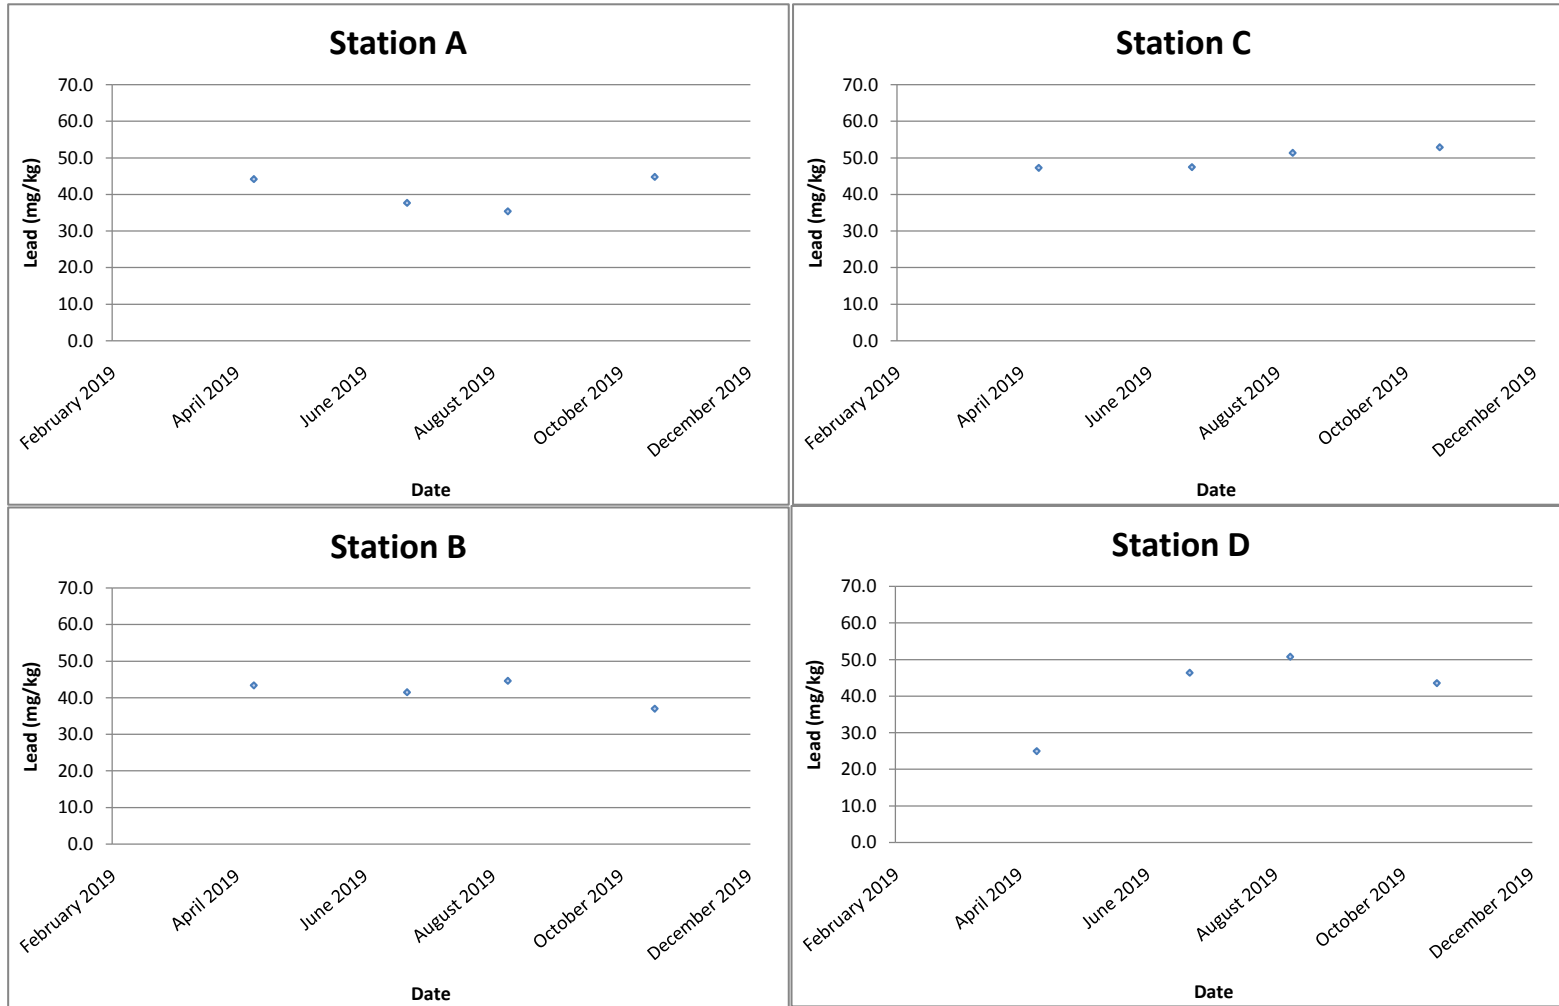 Station A
70.0
60.0
50.0
40.0
30.0
20.0
10.0
0.0
Lead (mg/kg)
February 2019
April 2019
June 2019
August 2019
October 2019
December 2019
Date
Station C
70.0
60.0
50.0
40.0
30.0
20.0
10.0
0.0
Lead (mg/kg)
February 2019
April 2019
June 2019
August 2019
October 2019
December 2019
Date
Station B
70.0
60.0
50.0
40.0
30.0
20.0
10.0
0.0
Lead (mg/kg)
February 2019
April 2019
June 2019
August 2019
October 2019
December 2019
Date
Station D
70.0
60.0
50.0
40.0
30.0
20.0
10.0
0.0
Lead (mg/kg)
February 2019
April 2019
June 2019
August 2019
October 2019
December 2019
Date